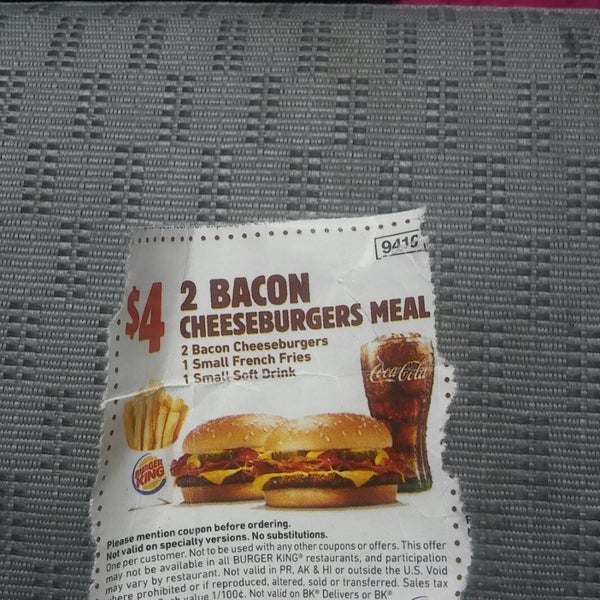 9415
$4 2 BACON
CHEESEBURGERS MEAL
2 Bacon Cheeseburgers
1 Small French Fries
1 Small Soft Drink
Coca-Cola
BURGER
KING
Please mention coupon before ordering.
Not valid on specialty versions. No substitutions.
One per customer. Not to be used with any other coupons or offers. This offer
may not be available in all BURGER KING® restaurants, and participation
may vary by restaurant. Not valid in PR, AK & HI or outside the U.S. Void
where prohibited or if reproduced, altered, sold or transferred. Sales tax
value 1/100¢. Not valid on BK® Delivers or BK®